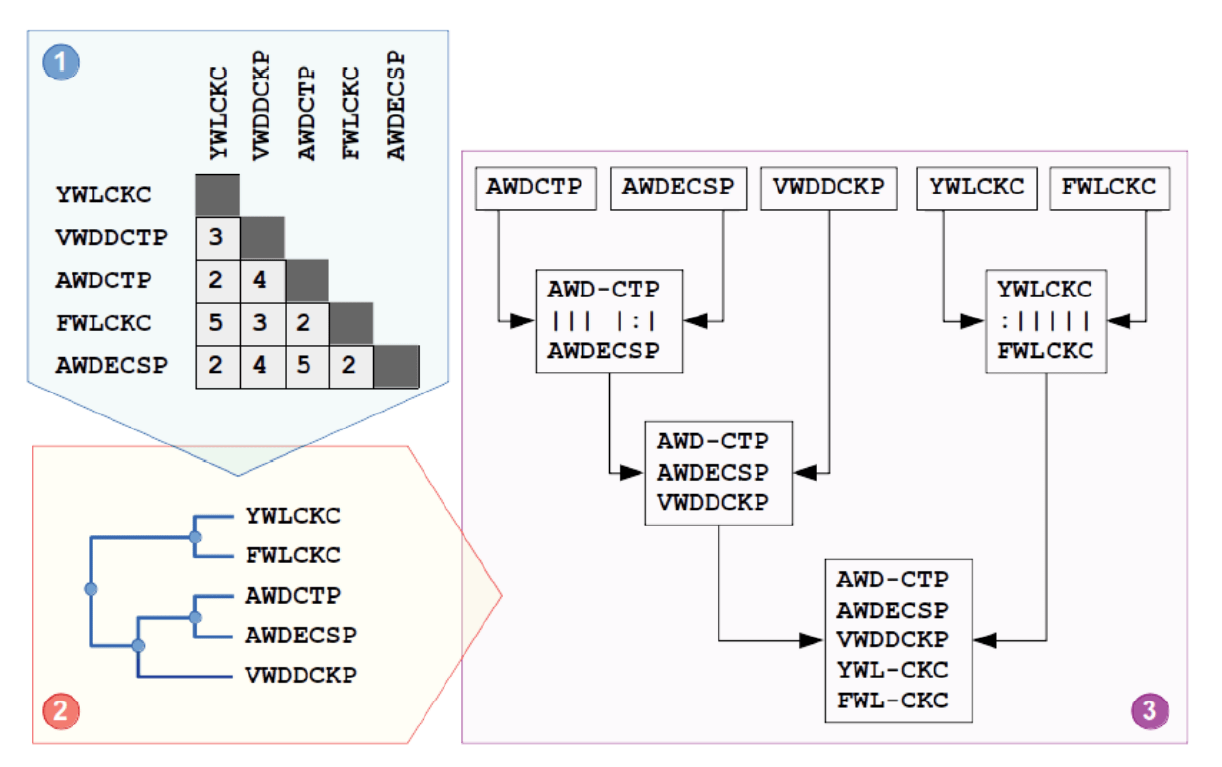 1
YWLCKC
VWDDCKP
AWDCTP
FWLCKC
AWDECSP
YWLCKC
VWDDCTP 3
AWDCTP 2 4
FWLCKC 5 3 2
AWDECSP 2 4 5 2
YWLCKC
FWLCKC
AWDCTP
AWDECSP
VWDDCKP
2
AWDCTP AWDECSP VWDDCKP YWLCKC FWLCKC
AWD-CTP
||| |:|
AWDECSP
YWLCKC
:|||||
FWLCKC
AWD-CTP
AWDECSP
VWDDCKP
AWD-CTP
AWDECSP
VWDDCKP
YWL-CKC
FWL-CKC
3